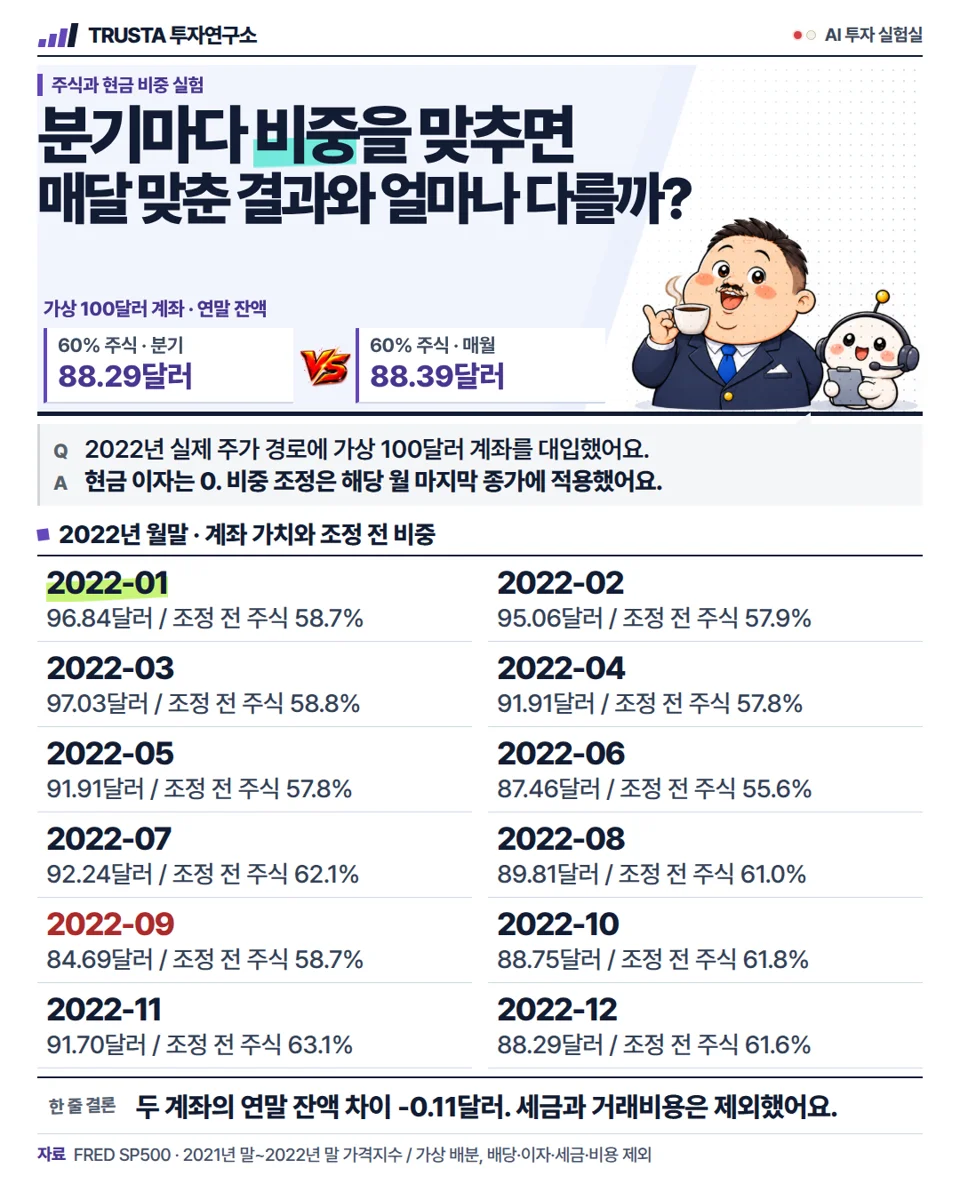 TRUSTA 투자연구소
AI 투자 실험실
주식과 현금 비중 실험
분기마다 비중을 맞추면
매달 맞춘 결과와 얼마나 다를까?
가상 100달러 계좌 · 연말 잔액
60% 주식 · 분기
88.29달러
VS
60% 주식 · 매월
88.39달러
Q 2022년 실제 주가 경로에 가상 100달러 계좌를 대입했어요.
A 현금 이자는 0. 비중 조정은 해당 월 마지막 종가에 적용했어요.
2022년 월말 · 계좌 가치와 조정 전 비중
2022-01
96.84달러 / 조정 전 주식 58.7%
2022-02
95.06달러 / 조정 전 주식 57.9%
2022-03
97.03달러 / 조정 전 주식 58.8%
2022-04
91.91달러 / 조정 전 주식 57.8%
2022-05
91.91달러 / 조정 전 주식 57.8%
2022-06
87.46달러 / 조정 전 주식 55.6%
2022-07
92.24달러 / 조정 전 주식 62.1%
2022-08
89.81달러 / 조정 전 주식 61.0%
2022-09
84.69달러 / 조정 전 주식 58.7%
2022-10
88.75달러 / 조정 전 주식 61.8%
2022-11
91.70달러 / 조정 전 주식 63.1%
2022-12
88.29달러 / 조정 전 주식 61.6%
한 줄 결론 두 계좌의 연말 잔액 차이 -0.11달러. 세금과 거래비용은 제외했어요.
자료 FRED SP500 · 2021년 말~2022년 말 가격지수 / 가상 배분, 배당·이자·세금·비용 제외